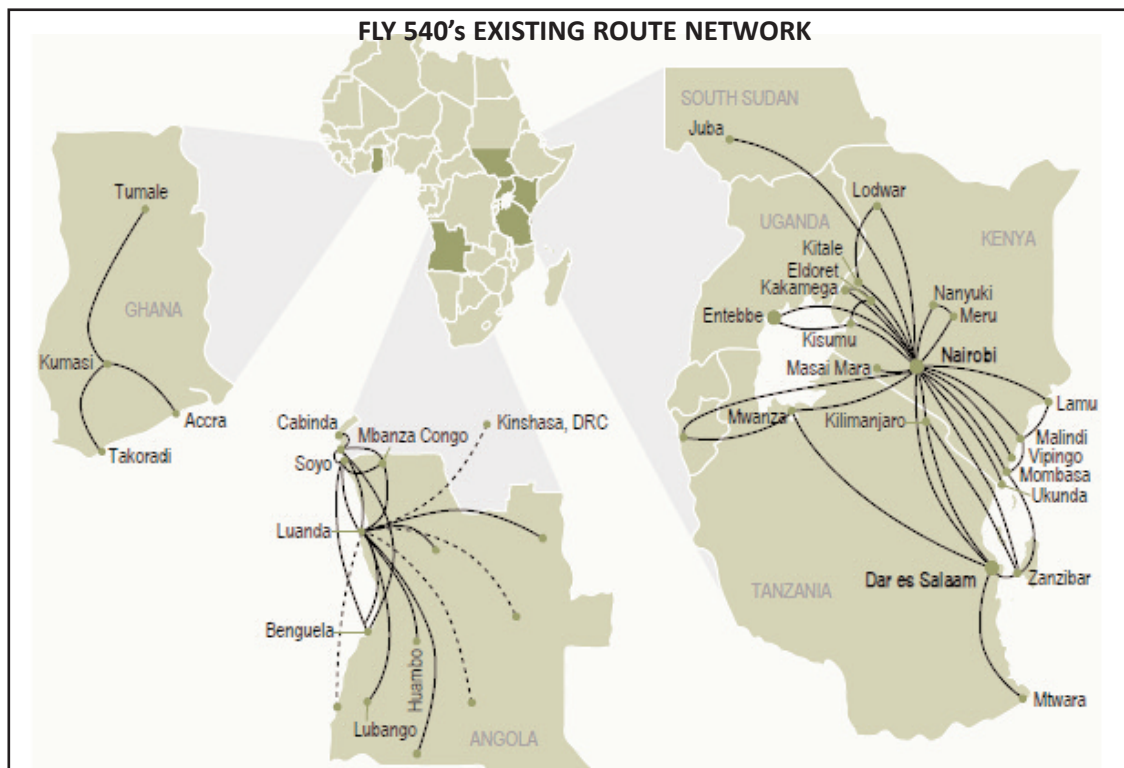 FLY 540's EXISTING ROUTE NETWORK
Tumale
GHANA
Kumasi
Accra
Takoradi
Cabinda
Mbanza Congo
Kinshasa, DRC
Soyo
Luanda
Benguela
Huambo
Lubango
ANGOLA
SOUTH SUDAN
Juba
Lodwar
UGANDA
KENYA
Kitale
Eldoret
Kakamega
Nanyuki
Meru
Entebbe
Kisumu
Nairobi
Masai Mara
Lamu
Mwanza
Kilimanjaro
Malindi
Vipingo
Mombasa
Ukunda
Dar es Salaam
Zanzibar
TANZANIA
Mtwara